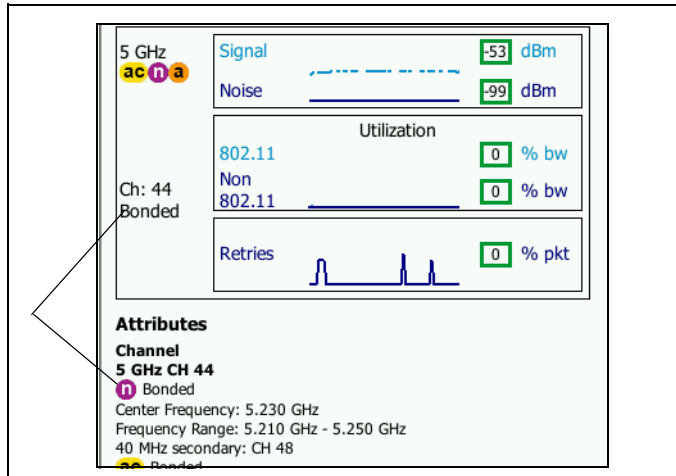 5 GHz
ac n a
Signal -53 dBm
Noise -99 dBm
Utilization
802.11 0 % bw
Non
802.11 0 % bw
Ch: 44
Bonded
Retries 0 % pkt
Attributes
Channel
5 GHz CH 44
n Bonded
Center Frequency: 5.230 GHz
Frequency Range: 5.210 GHz - 5.250 GHz
40 MHz secondary: CH 48
ac Bonded